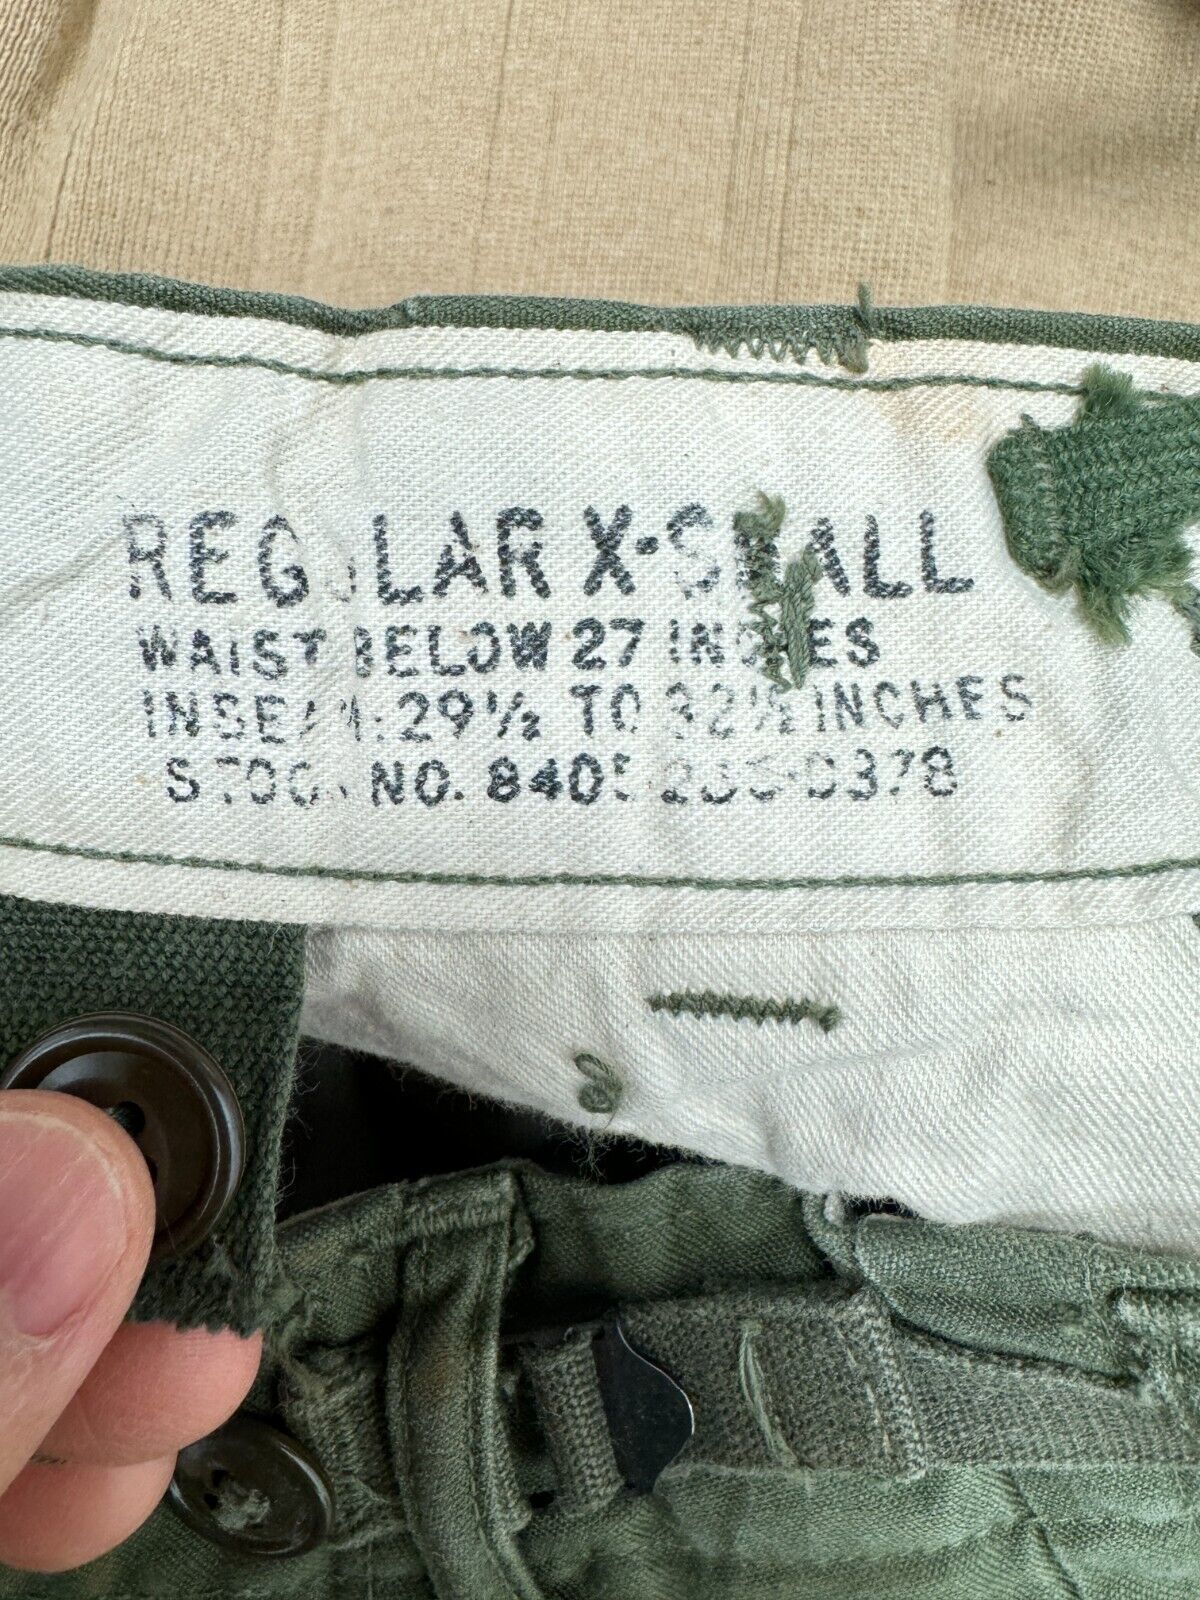 REGULAR X-SMALL
WAIST BELOW 27 INCHES
INSEAM: 29½ TO 32½ INCHES
STOCK NO. 8405